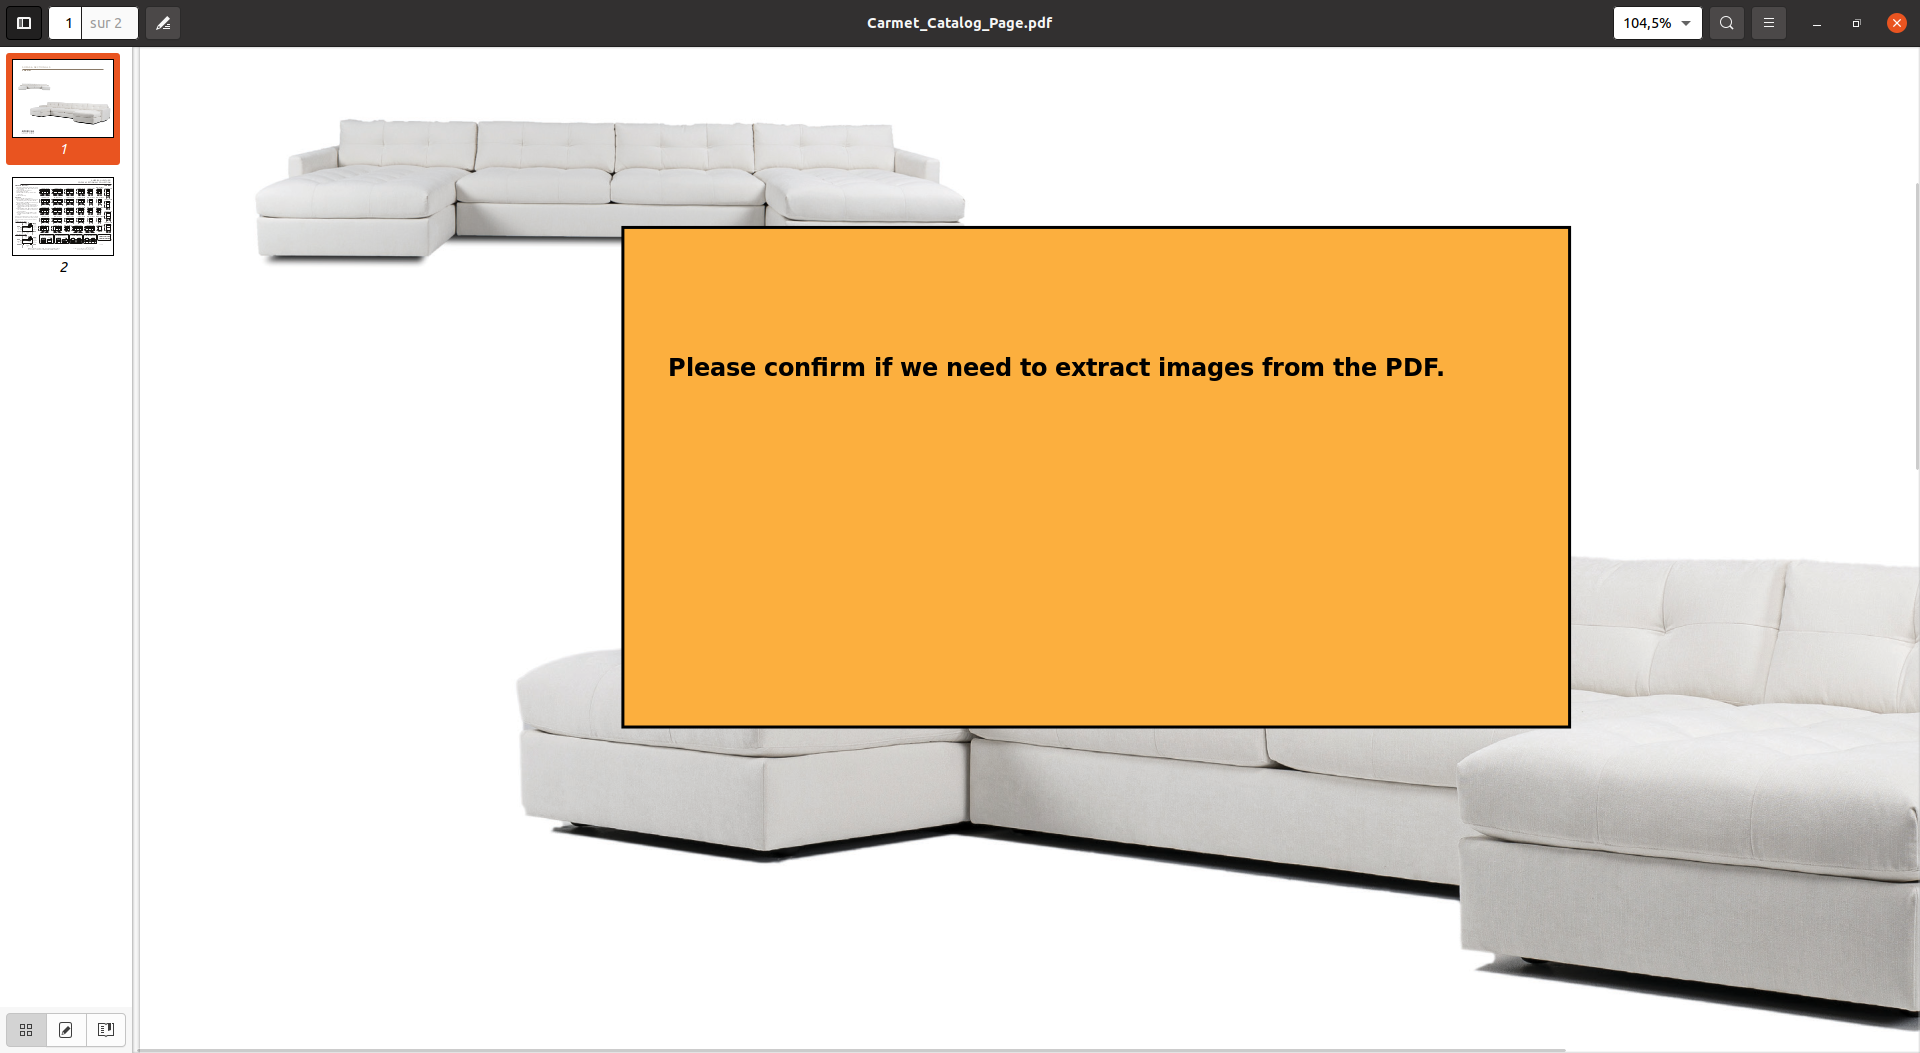 1 sur 2
Carmet_Catalog_Page.pdf
104,5%
1
2
Please confirm if we need to extract images from the PDF.